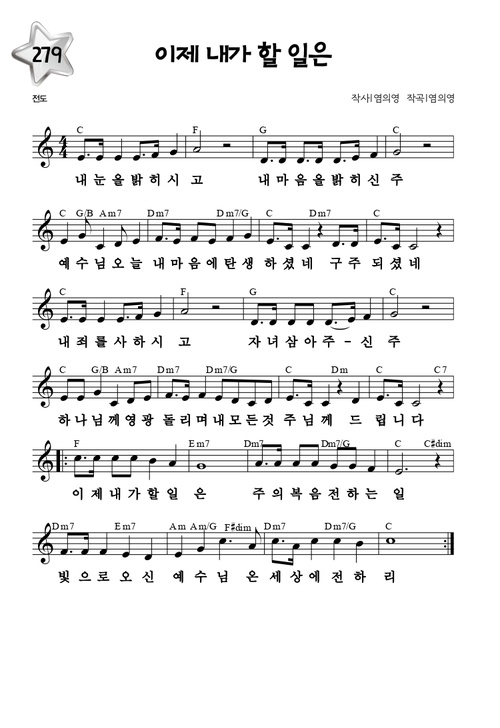 279
이제 내가 할 일은
전도
작사|염의영 작곡|염의영
C F G C
내 눈을 밝히시고 내 마음을 밝히신 주
C G/B Am7 Dm7 Dm7/G C Dm7 C
예수님 오늘 내 마음에 탄생 하셨네 구주 되셨네
C F G C
내 죄를 사하시고 자녀 삼아주-신 주
C G/B Am7 Dm7 Dm7/G C Dm C C7
하나님께 영광 돌리며 내 모든것 주님께 드립니다
F Em7 Dm7 Dm7/G C C#dim
이제 내가 할 일은 주의 복음 전하는 일
Dm7 Em7 Am Am/G F#dim Dm7 Dm7/G C
빛으로 오신 예수님 온 세상에 전하리